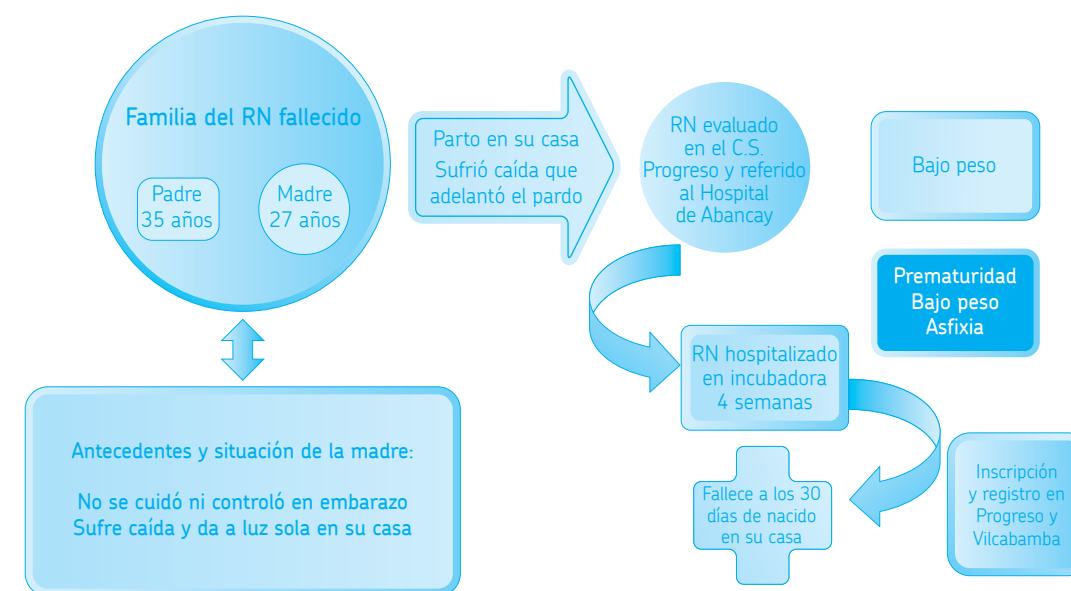 Familia del RN fallecido
Padre
35 años
Madre
27 años
Parto en su casa
Sufrió caída que
adelantó el pardo
RN evaluado
en el C.S.
Progreso y referido
al Hospital
de Abancay
Bajo peso
Prematuridad
Bajo peso
Asfixia
RN hospitalizado
en incubadora
4 semanas
Antecedentes y situación de la madre:
No se cuidó ni controló en embarazo
Sufre caída y da a luz sola en su casa
Fallece a los 30
días de nacido
en su casa
Inscripción
y registro en
Progreso y
Vilcabamba